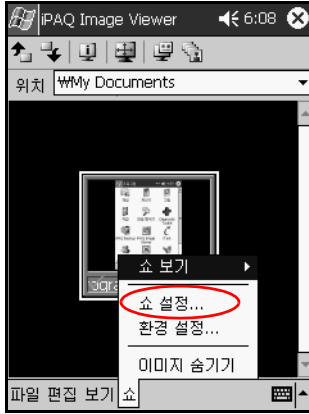 iPAQ Image Viewer 6:08
위치 ₩My Documents
쇼 보기
쇼 설정...
환경 설정...
이미지 숨기기
파일 편집 보기 쇼